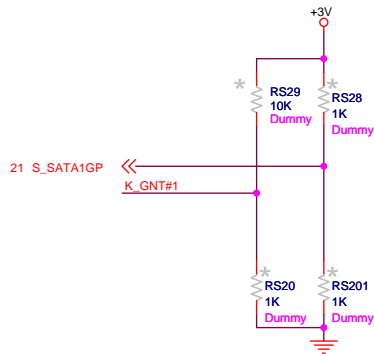 +3V
*
RS29
10K
Dummy
*
RS28
1K
Dummy
21 S_SATA1GP
K_GNT#1
*
RS20
1K
Dummy
*
RS201
1K
Dummy